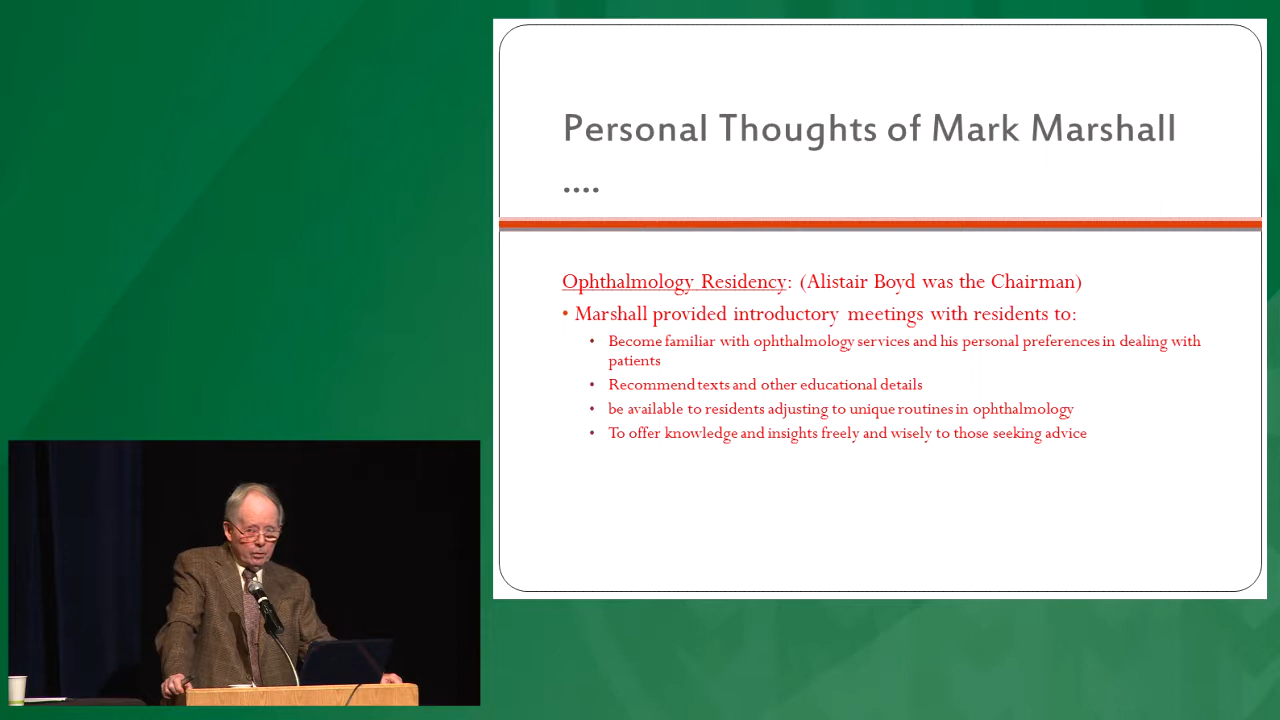 Personal Thoughts of Mark Marshall
....
Ophthalmology Residency: (Alistair Boyd was the Chairman)
• Marshall provided introductory meetings with residents to:
• Become familiar with ophthalmology services and his personal preferences in dealing with
patients
• Recommend texts and other educational details
• be available to residents adjusting to unique routines in ophthalmology
• To offer knowledge and insights freely and wisely to those seeking advice